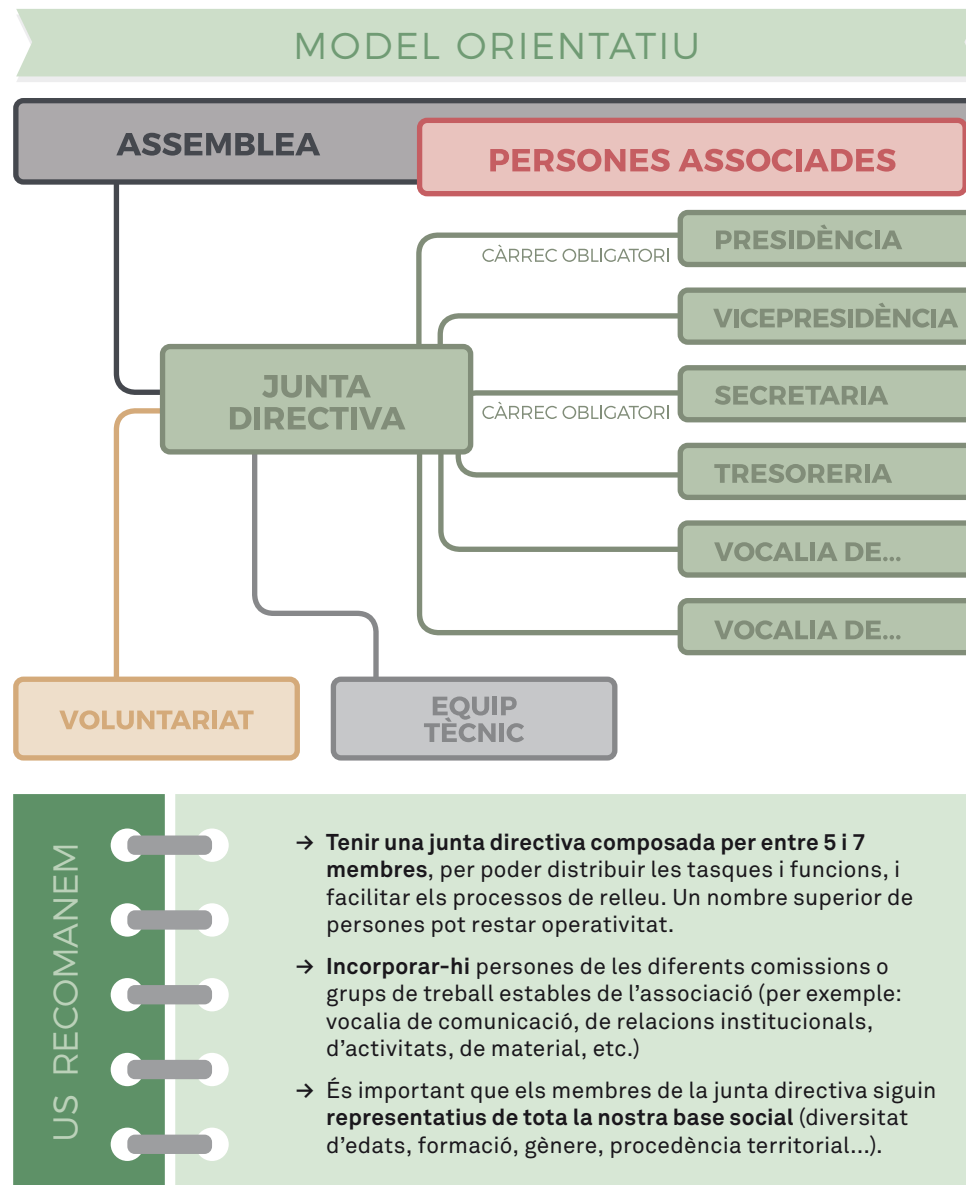 MODEL ORIENTATIU
ASSEMBLEA
PERSONES ASSOCIADES
CÀRREC OBLIGATORI
PRESIDÈNCIA
VICEPRESIDÈNCIA
JUNTA
DIRECTIVA
CÀRREC OBLIGATORI
SECRETARIA
TRESORERIA
VOCALIA DE...
VOCALIA DE...
VOLUNTARIAT
EQUIP
TÈCNIC
US RECOMANEM
→ Tenir una junta directiva composada per entre 5 i 7
membres, per poder distribuir les tasques i funcions, i
facilitar els processos de relleu. Un nombre superior de
persones pot restar operativitat.
→ Incorporar-hi persones de les diferents comissions o
grups de treball estables de l’associació (per exemple:
vocalia de comunicació, de relacions institucionals,
d’activitats, de material, etc.)
→ És important que els membres de la junta directiva siguin
representatius de tota la nostra base social (diversitat
d’edats, formació, gènere, procedència territorial...).